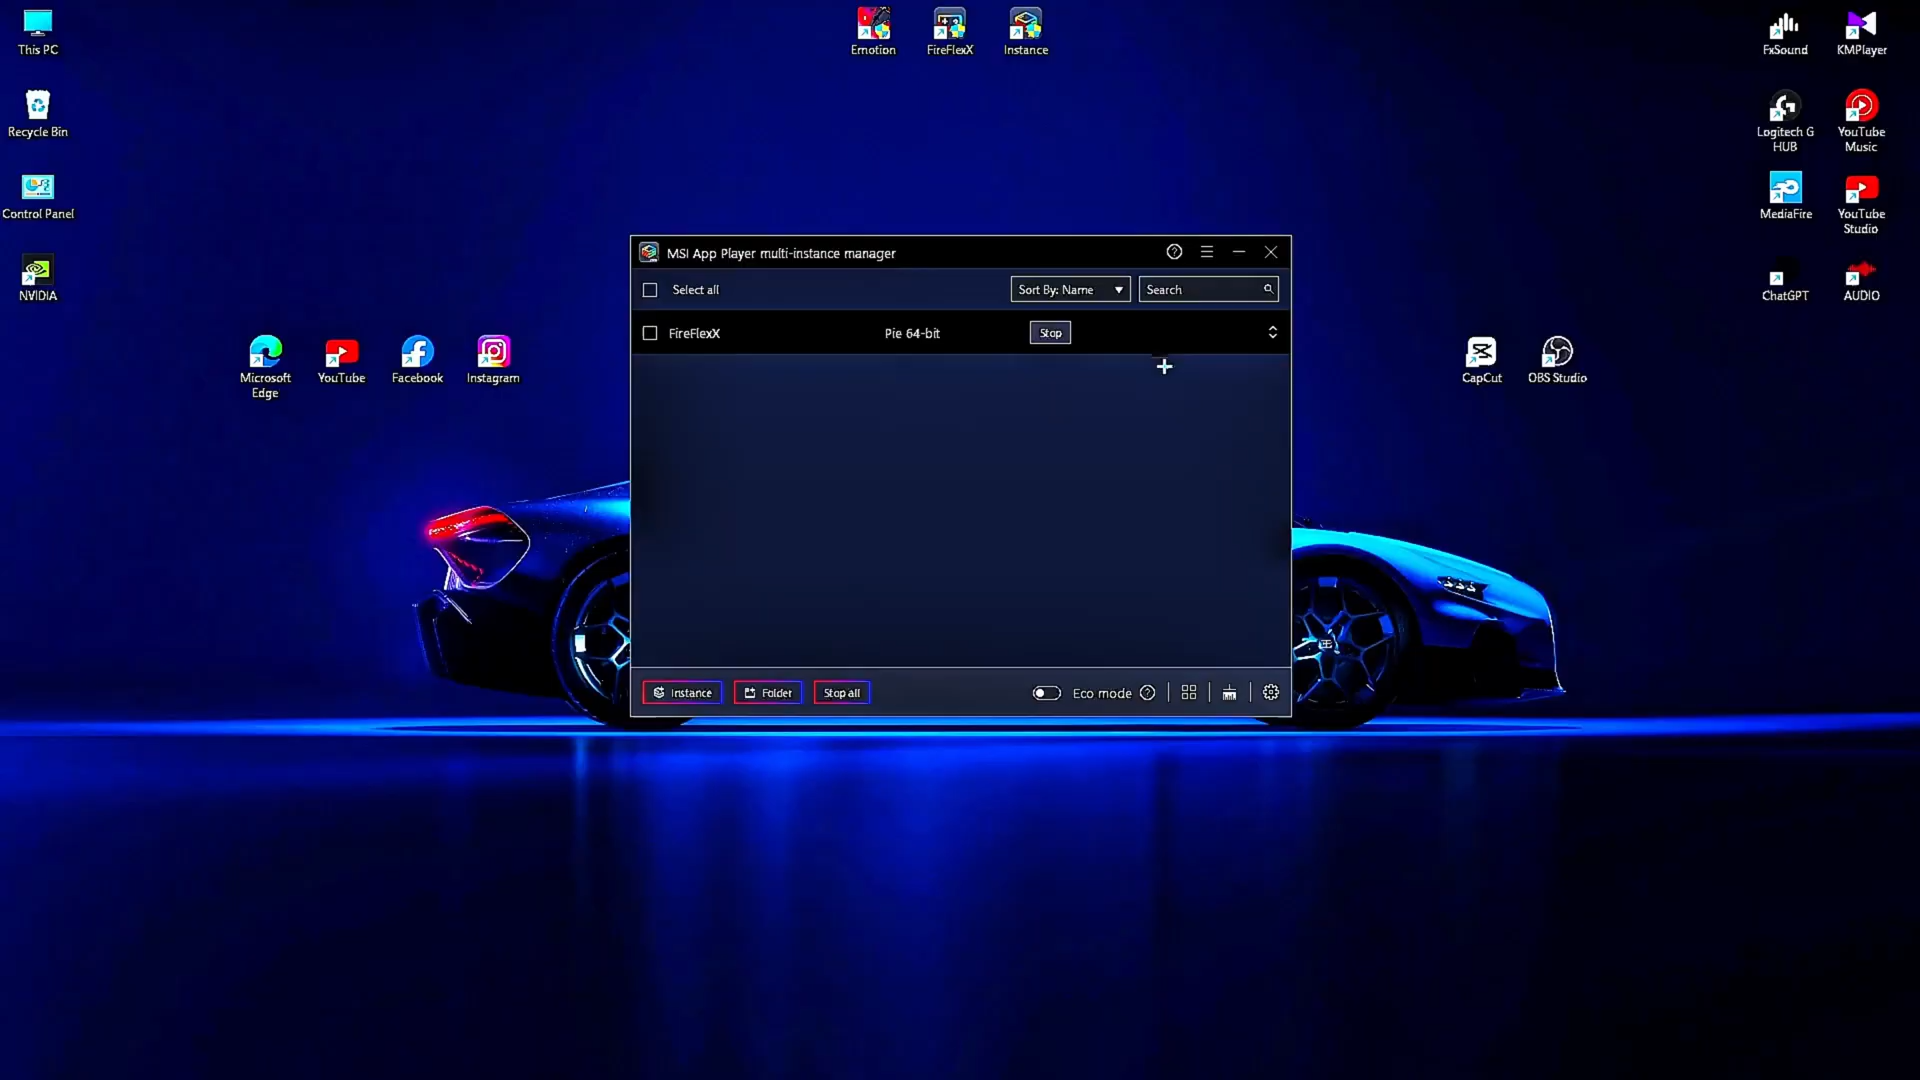 This PC
Emotion
FireFlexX
Instance
FxSound
KMPlayer
Recycle Bin
Logitech G
HUB
YouTube
Music
Control Panel
MediaFire
YouTube
Studio
NVIDIA
ChatGPT
AUDIO
MSI App Player multi-instance manager
Select all
Sort By: Name
Search
FireFlexX
Pie 64-bit
Stop
Microsoft
Edge
YouTube
Facebook
Instagram
CapCut
OBS Studio
Instance
Folder
Stop all
Eco mode